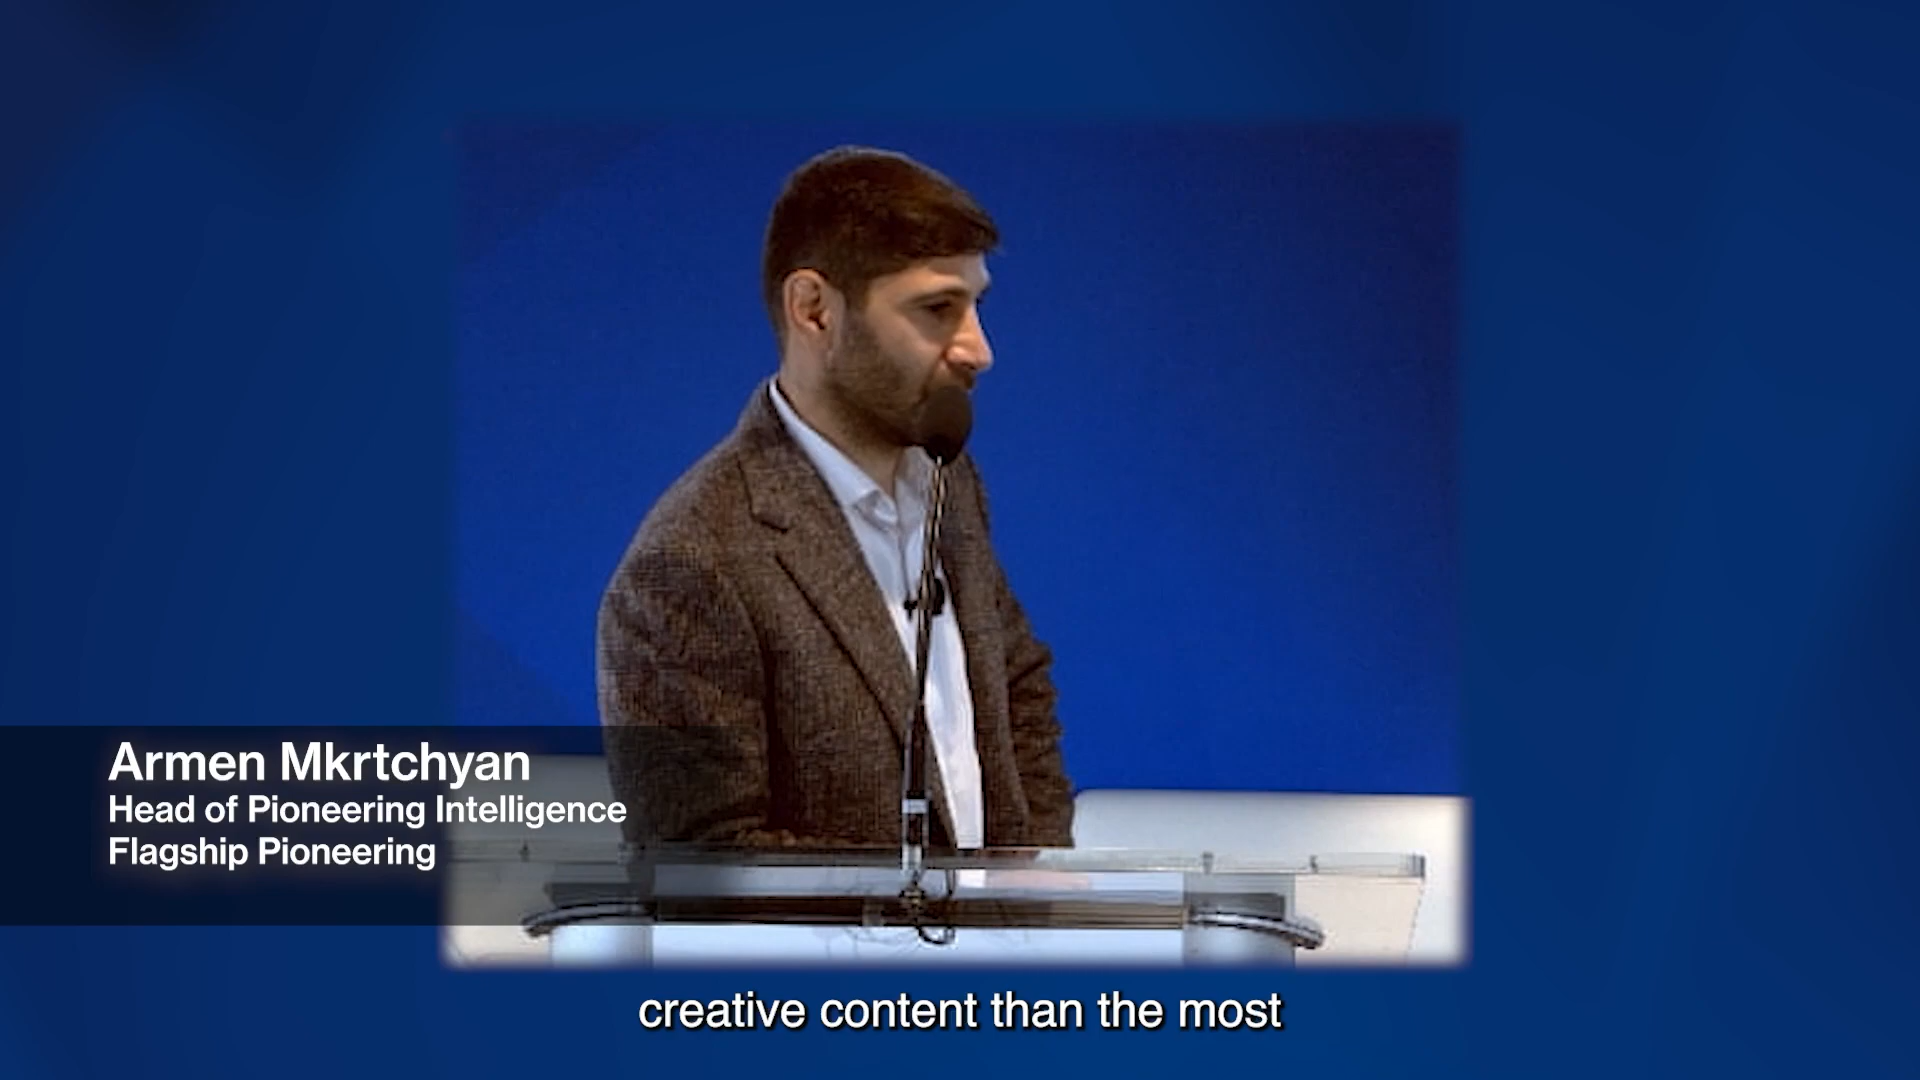 Armen Mkrtchyan
Head of Pioneering Intelligence
Flagship Pioneering
creative content than the most